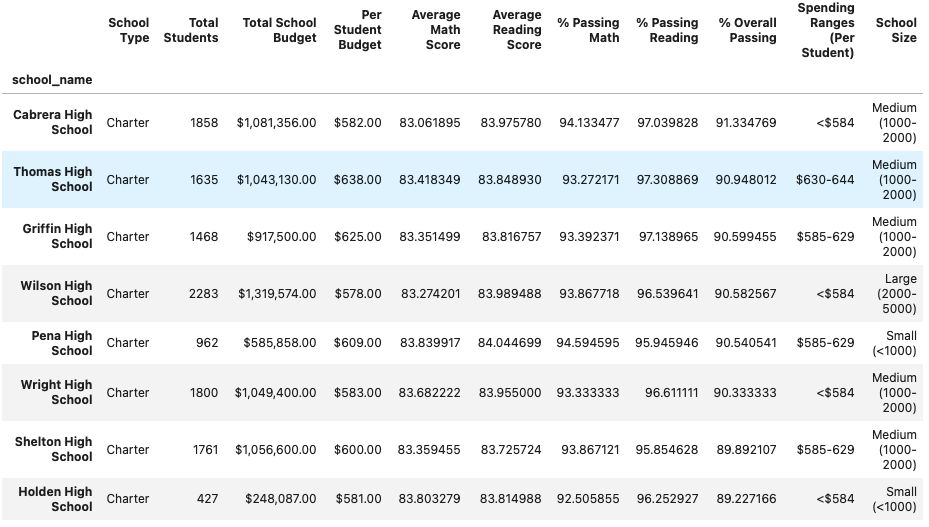 School Type Total Students Total School Budget Per Student Budget Average Math Score Average Reading Score % Passing Math % Passing Reading % Overall Passing Spending Ranges (Per Student) School Size
school_name
Cabrera High School Charter 1858 $1,081,356.00 $582.00 83.061895 83.975780 94.133477 97.039828 91.334769 <$584 Medium (1000-2000)
Thomas High School Charter 1635 $1,043,130.00 $638.00 83.418349 83.848930 93.272171 97.308869 90.948012 $630-644 Medium (1000-2000)
Griffin High School Charter 1468 $917,500.00 $625.00 83.351499 83.816757 93.392371 97.138965 90.599455 $585-629 Medium (1000-2000)
Wilson High School Charter 2283 $1,319,574.00 $578.00 83.274201 83.989488 93.867718 96.539641 90.582567 <$584 Large (2000-5000)
Pena High School Charter 962 $585,858.00 $609.00 83.839917 84.044699 94.594595 95.945946 90.540541 $585-629 Small (<1000)
Wright High School Charter 1800 $1,049,400.00 $583.00 83.682222 83.955000 93.333333 96.611111 90.333333 <$584 Medium (1000-2000)
Shelton High School Charter 1761 $1,056,600.00 $600.00 83.359455 83.725724 93.867121 95.854628 89.892107 $585-629 Medium (1000-2000)
Holden High School Charter 427 $248,087.00 $581.00 83.803279 83.814988 92.505855 96.252927 89.227166 <$584 Small (<1000)